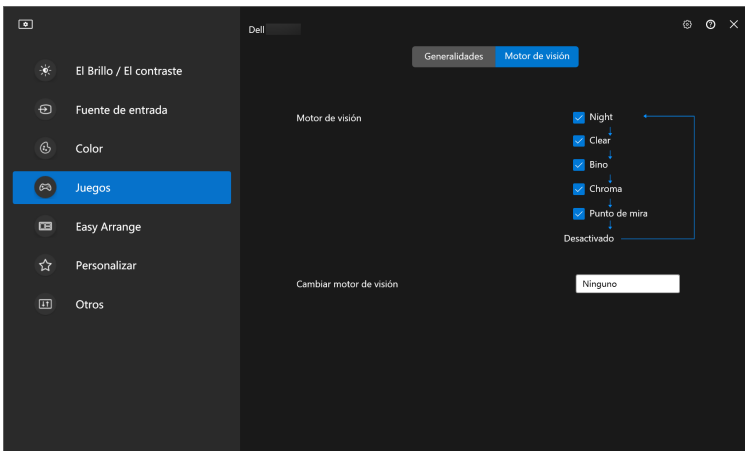 Dell
Generalidades
Motor de visión
El Brillo / El contraste
Fuente de entrada
Color
Juegos
Easy Arrange
Personalizar
Otros
Motor de visión
Night
Clear
Bino
Chroma
Punto de mira
Desactivado
Cambiar motor de visión
Ninguno